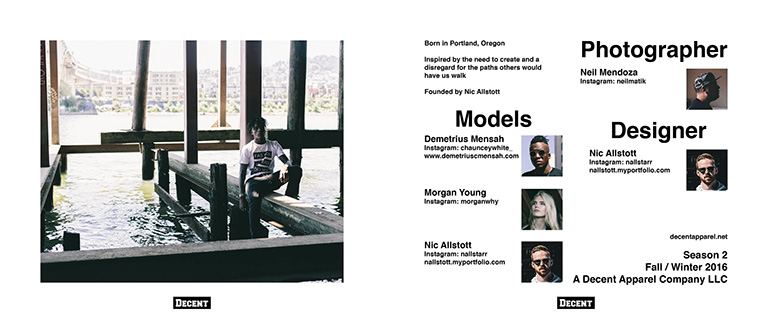 DECENT
Born in Portland, Oregon
Inspired by the need to create and a
disregard for the paths others would
have us walk
Founded by Nic Allstott
Models
Demetrius Mensah
Instagram: chaunceywhite_
www.demetriuscmensah.com
Morgan Young
Instagram: morganwhy
Nic Allstott
Instagram: nallstarr
nallstott.myportfolio.com
Photographer
Neil Mendoza
Instagram: neilmatik
Designer
Nic Allstott
Instagram: nallstarr
nallstott.myportfolio.com
decentapparel.net
Season 2
Fall / Winter 2016
A Decent Apparel Company LLC
DECENT